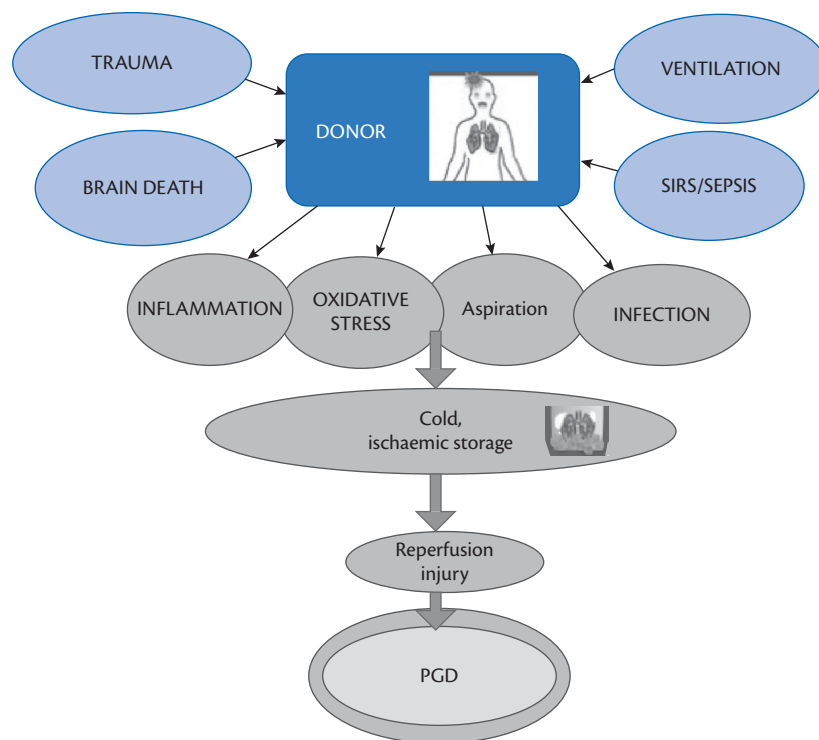 TRAUMA
VENTILATION
DONOR
BRAIN DEATH
SIRS/SEPSIS
INFLAMMATION
OXIDATIVE
STRESS
Aspiration
INFECTION
Cold,
ischaemic storage
Reperfusion
injury
PGD